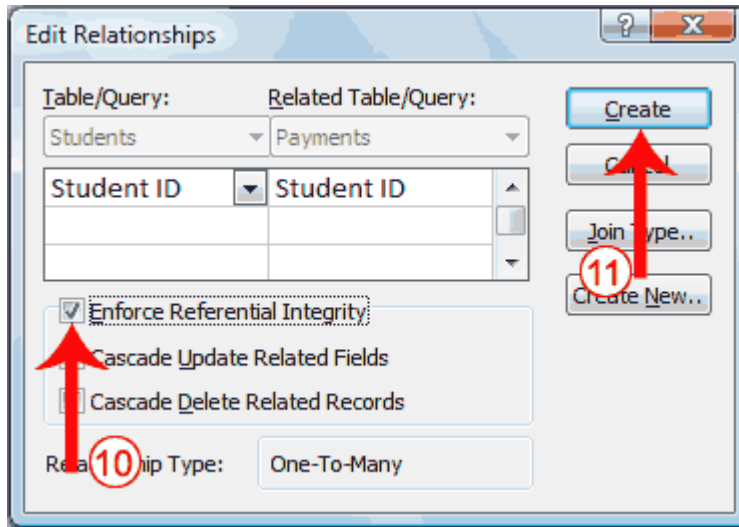 Edit Relationships
Table/Query: Related Table/Query:
Students Payments
Student ID Student ID
Create
Join Type..
Create New..
11
Enforce Referential Integrity
Cascade Update Related Fields
Cascade Delete Related Records
10
Type: One-To-Many